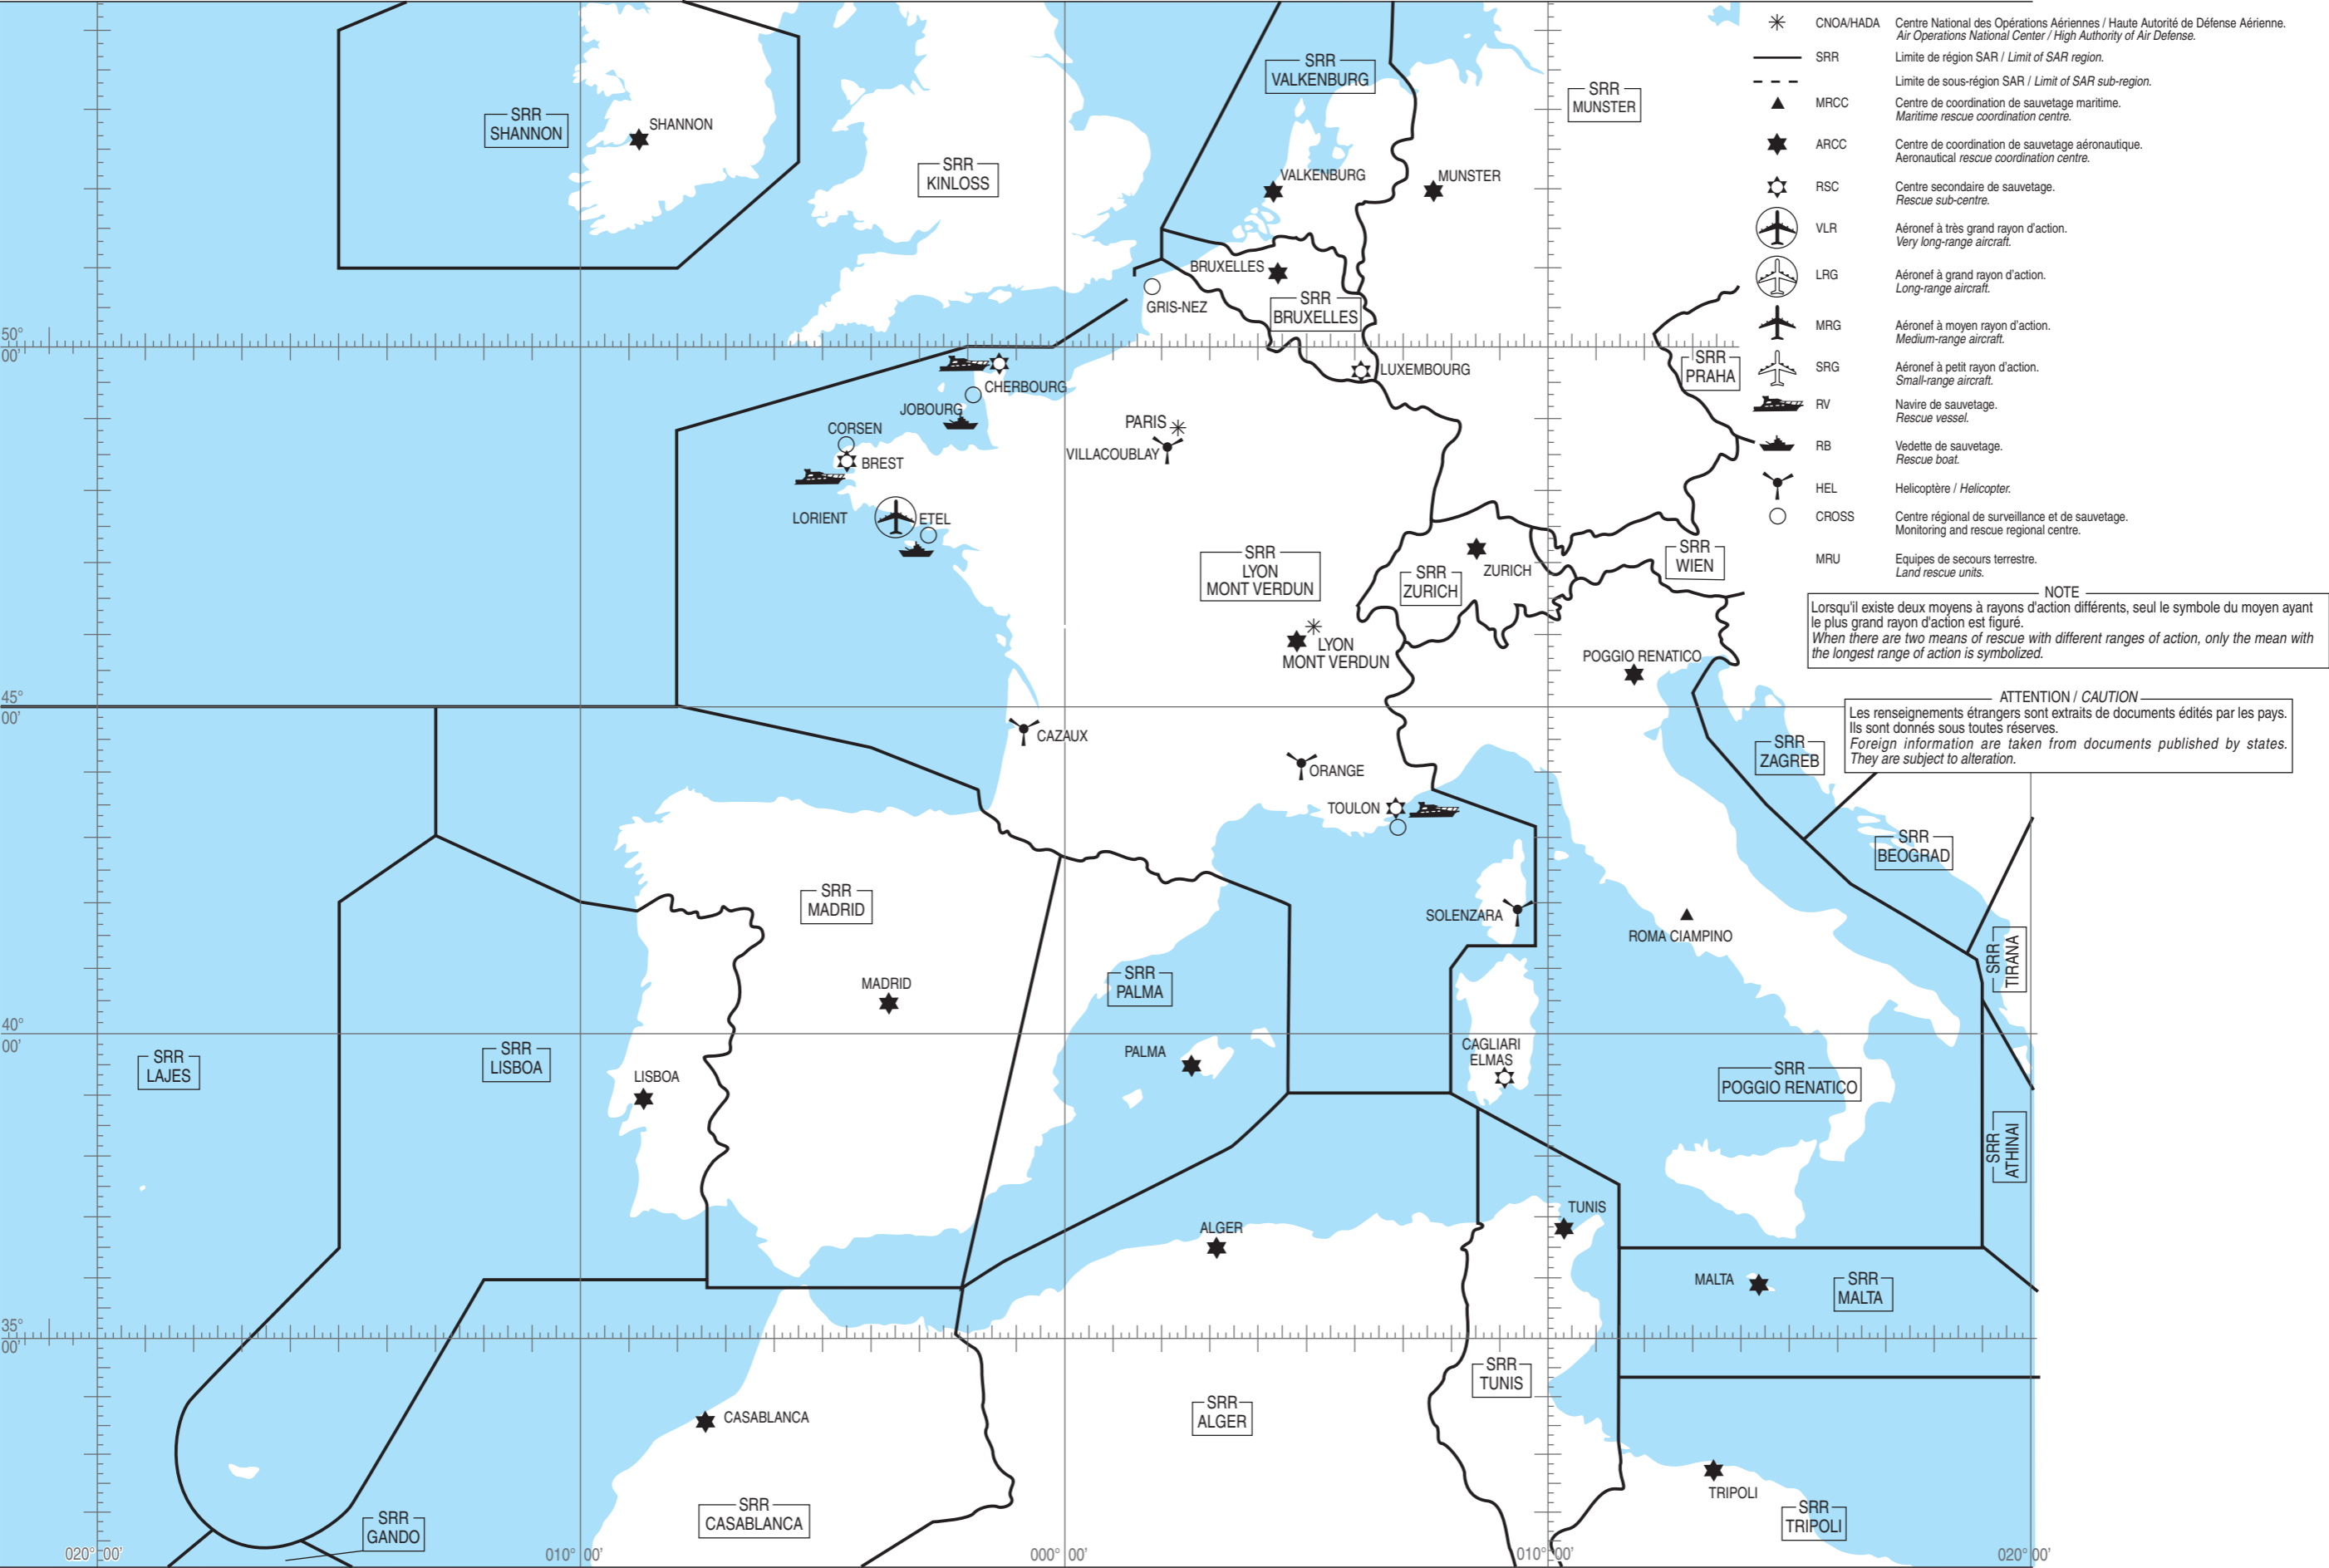 SRR
VALKENBURG
SRR
MUNSTER
SRR
SHANNON
SHANNON
SRR
KINLOSS
VALKENBURG
MUNSTER
BRUXELLES
SRR
BRUXELLES
GRIS-NEZ
50°
00'
CHERBOURG
JOBOURG
LUXEMBOURG
SRR
PRAHA
CORSEN
BREST
PARIS
VILLACOUBLAY
LORIENT
ETEL
SRR
LYON
MONT VERDUN
SRR
ZURICH
ZURICH
SRR
WIEN
LYON
MONT VERDUN
POGGIO RENATICO
45°
00'
CAZAUX
ORANGE
SRR
ZAGREB
TOULON
SRR
BEOGRAD
SRR
MADRID
SOLENZARA
ROMA CIAMPINO
SRR
TIRANA
MADRID
SRR
PALMA
40°
00'
SRR
LAJES
SRR
LISBOA
LISBOA
PALMA
CAGLIARI
ELMAS
SRR
POGGIO RENATICO
SRR
ATHINAI
TUNIS
ALGER
MALTA
SRR
MALTA
35°
00'
SRR
TUNIS
CASABLANCA
SRR
ALGER
TRIPOLI
SRR
GANDO
SRR
CASABLANCA
SRR
TRIPOLI
020° 00'
010° 00'
000° 00'
010° 00'
020° 00'
CNOA/HADA Centre National des Opérations Aériennes / Haute Autorité de Défense Aérienne.
Air Operations National Center / High Authority of Air Defense.
SRR Limite de région SAR / Limit of SAR region.
Limite de sous-région SAR / Limit of SAR sub-region.
MRCC Centre de coordination de sauvetage maritime.
Maritime rescue coordination centre.
ARCC Centre de coordination de sauvetage aéronautique.
Aeronautical rescue coordination centre.
RSC Centre secondaire de sauvetage.
Rescue sub-centre.
VLR Aéronef à très grand rayon d'action.
Very long-range aircraft.
LRG Aéronef à grand rayon d'action.
Long-range aircraft.
MRG Aéronef à moyen rayon d'action.
Medium-range aircraft.
SRG Aéronef à petit rayon d'action.
Small-range aircraft.
RV Navire de sauvetage.
Rescue vessel.
RB Vedette de sauvetage.
Rescue boat.
HEL Helicoptère / Helicopter.
CROSS Centre régional de surveillance et de sauvetage.
Monitoring and rescue regional centre.
MRU Equipes de secours terrestre.
Land rescue units.
NOTE
Lorsqu'il existe deux moyens à rayons d'action différents, seul le symbole du moyen ayant
le plus grand rayon d'action est figuré.
When there are two means of rescue with different ranges of action, only the mean with
the longest range of action is symbolized.
ATTENTION / CAUTION
Les renseignements étrangers sont extraits de documents édités par les pays.
Ils sont donnés sous toutes réserves.
Foreign information are taken from documents published by states.
They are subject to alteration.